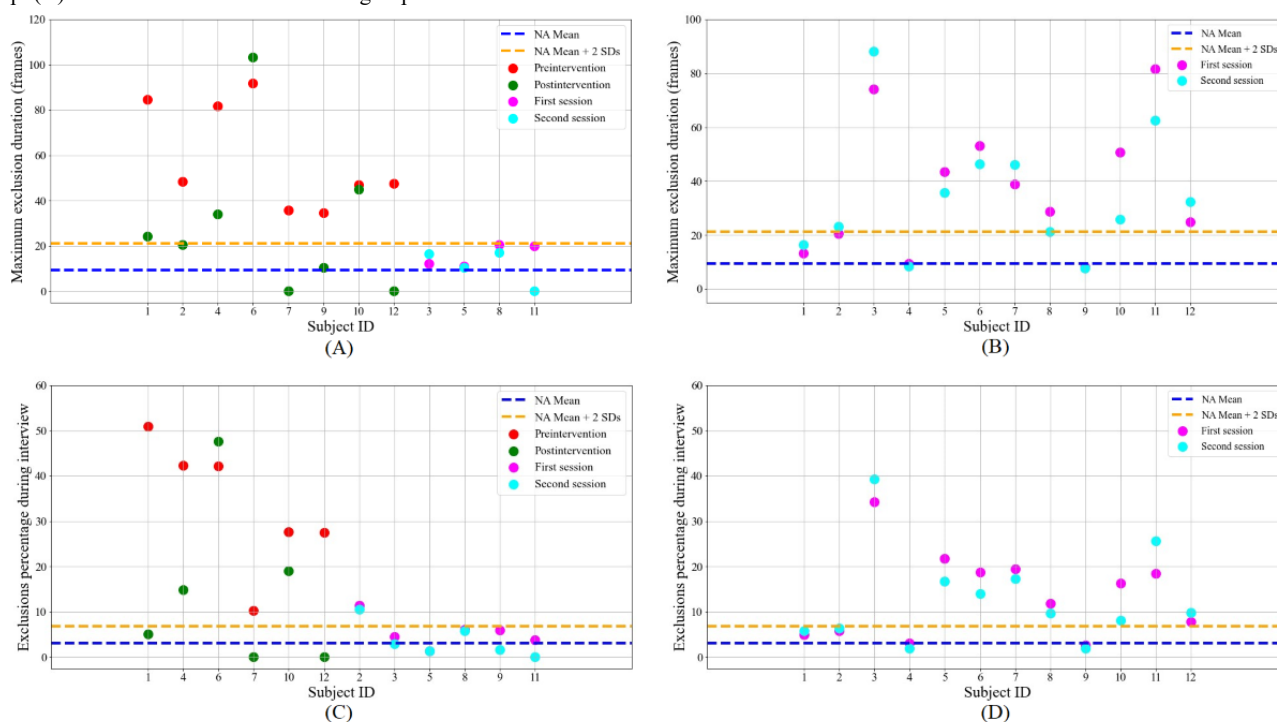 120
100
80
60
40
20
0
Maximum exclusion duration (frames)
NA Mean
NA Mean + 2 SDs
Preintervention
Postintervention
First session
Second session
1 2 4 6 7 9 10 12 3 5 8 11
Subject ID
(A)
100
80
60
40
20
0
Maximum exclusion duration (frames)
NA Mean
NA Mean + 2 SDs
First session
Second session
1 2 3 4 5 6 7 8 9 10 11 12
Subject ID
(B)
60
50
40
30
20
10
0
Exclusions percentage during interview
NA Mean
NA Mean + 2 SDs
Preintervention
Postintervention
First session
Second session
1 4 6 7 10 12 2 3 5 8 9 11
Subject ID
(C)
60
50
40
30
20
10
0
Exclusions percentage during interview
NA Mean
NA Mean + 2 SDs
First session
Second session
1 2 3 4 5 6 7 8 9 10 11 12
Subject ID
(D)